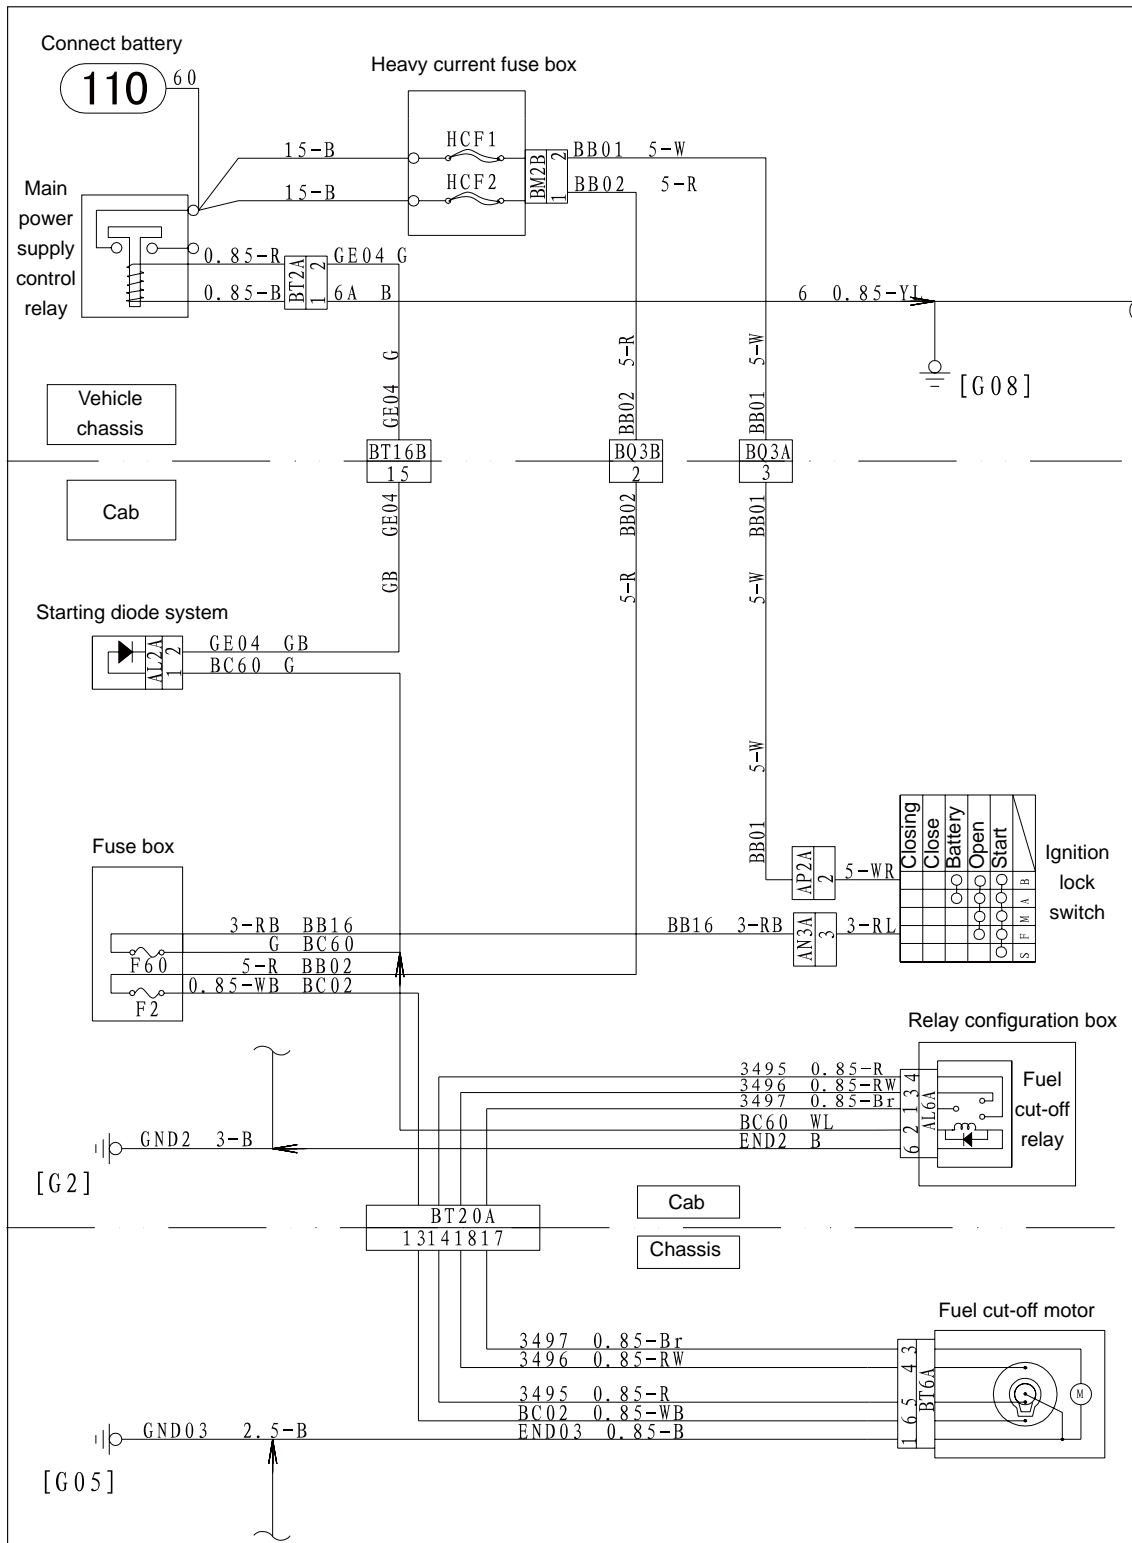 Connect battery
110
60
Heavy current fuse box
HCF1
15-B
BB01 5-W
BM2B
2
1
HCF2
15-B
BB02 5-R
Main
power
supply
control
relay
0.85-R
GE04 G
BT2A
2
1
0.85-B
6A B
6 0.85-YL
[G08]
GE04 G
BB02 5-R
BB01 5-W
Vehicle
chassis
BT16B
15
BQ3B
2
BQ3A
3
Cab
GE04
GB
BB02
5-R
BB01
5-W
Starting diode system
AL2A
2
1
GE04 GB
BC60 G
5-W
BB01
Closing
Close
Battery
Open
Start
B
A
M
F
S
Ignition
lock
switch
AP2A
2
5-WR
Fuse box
3-RB BB16
BB16 3-RB
AN3A
3
3-RL
G BC60
F60
5-R BB02
0.85-WB BC02
F2
Relay configuration box
Fuel
cut-off
relay
3495 0.85-R
3496 0.85-RW
3497 0.85-Br
BC60 WL
END2 B
AL6A
4
3
1
2
6
GND2 3-B
[G2]
Cab
BT20A
13141817
Chassis
Fuel cut-off motor
3497 0.85-Br
3496 0.85-RW
3495 0.85-R
BC02 0.85-WB
END03 0.85-B
BT6A
3
4
5
6
1
M
GND03 2.5-B
[G05]